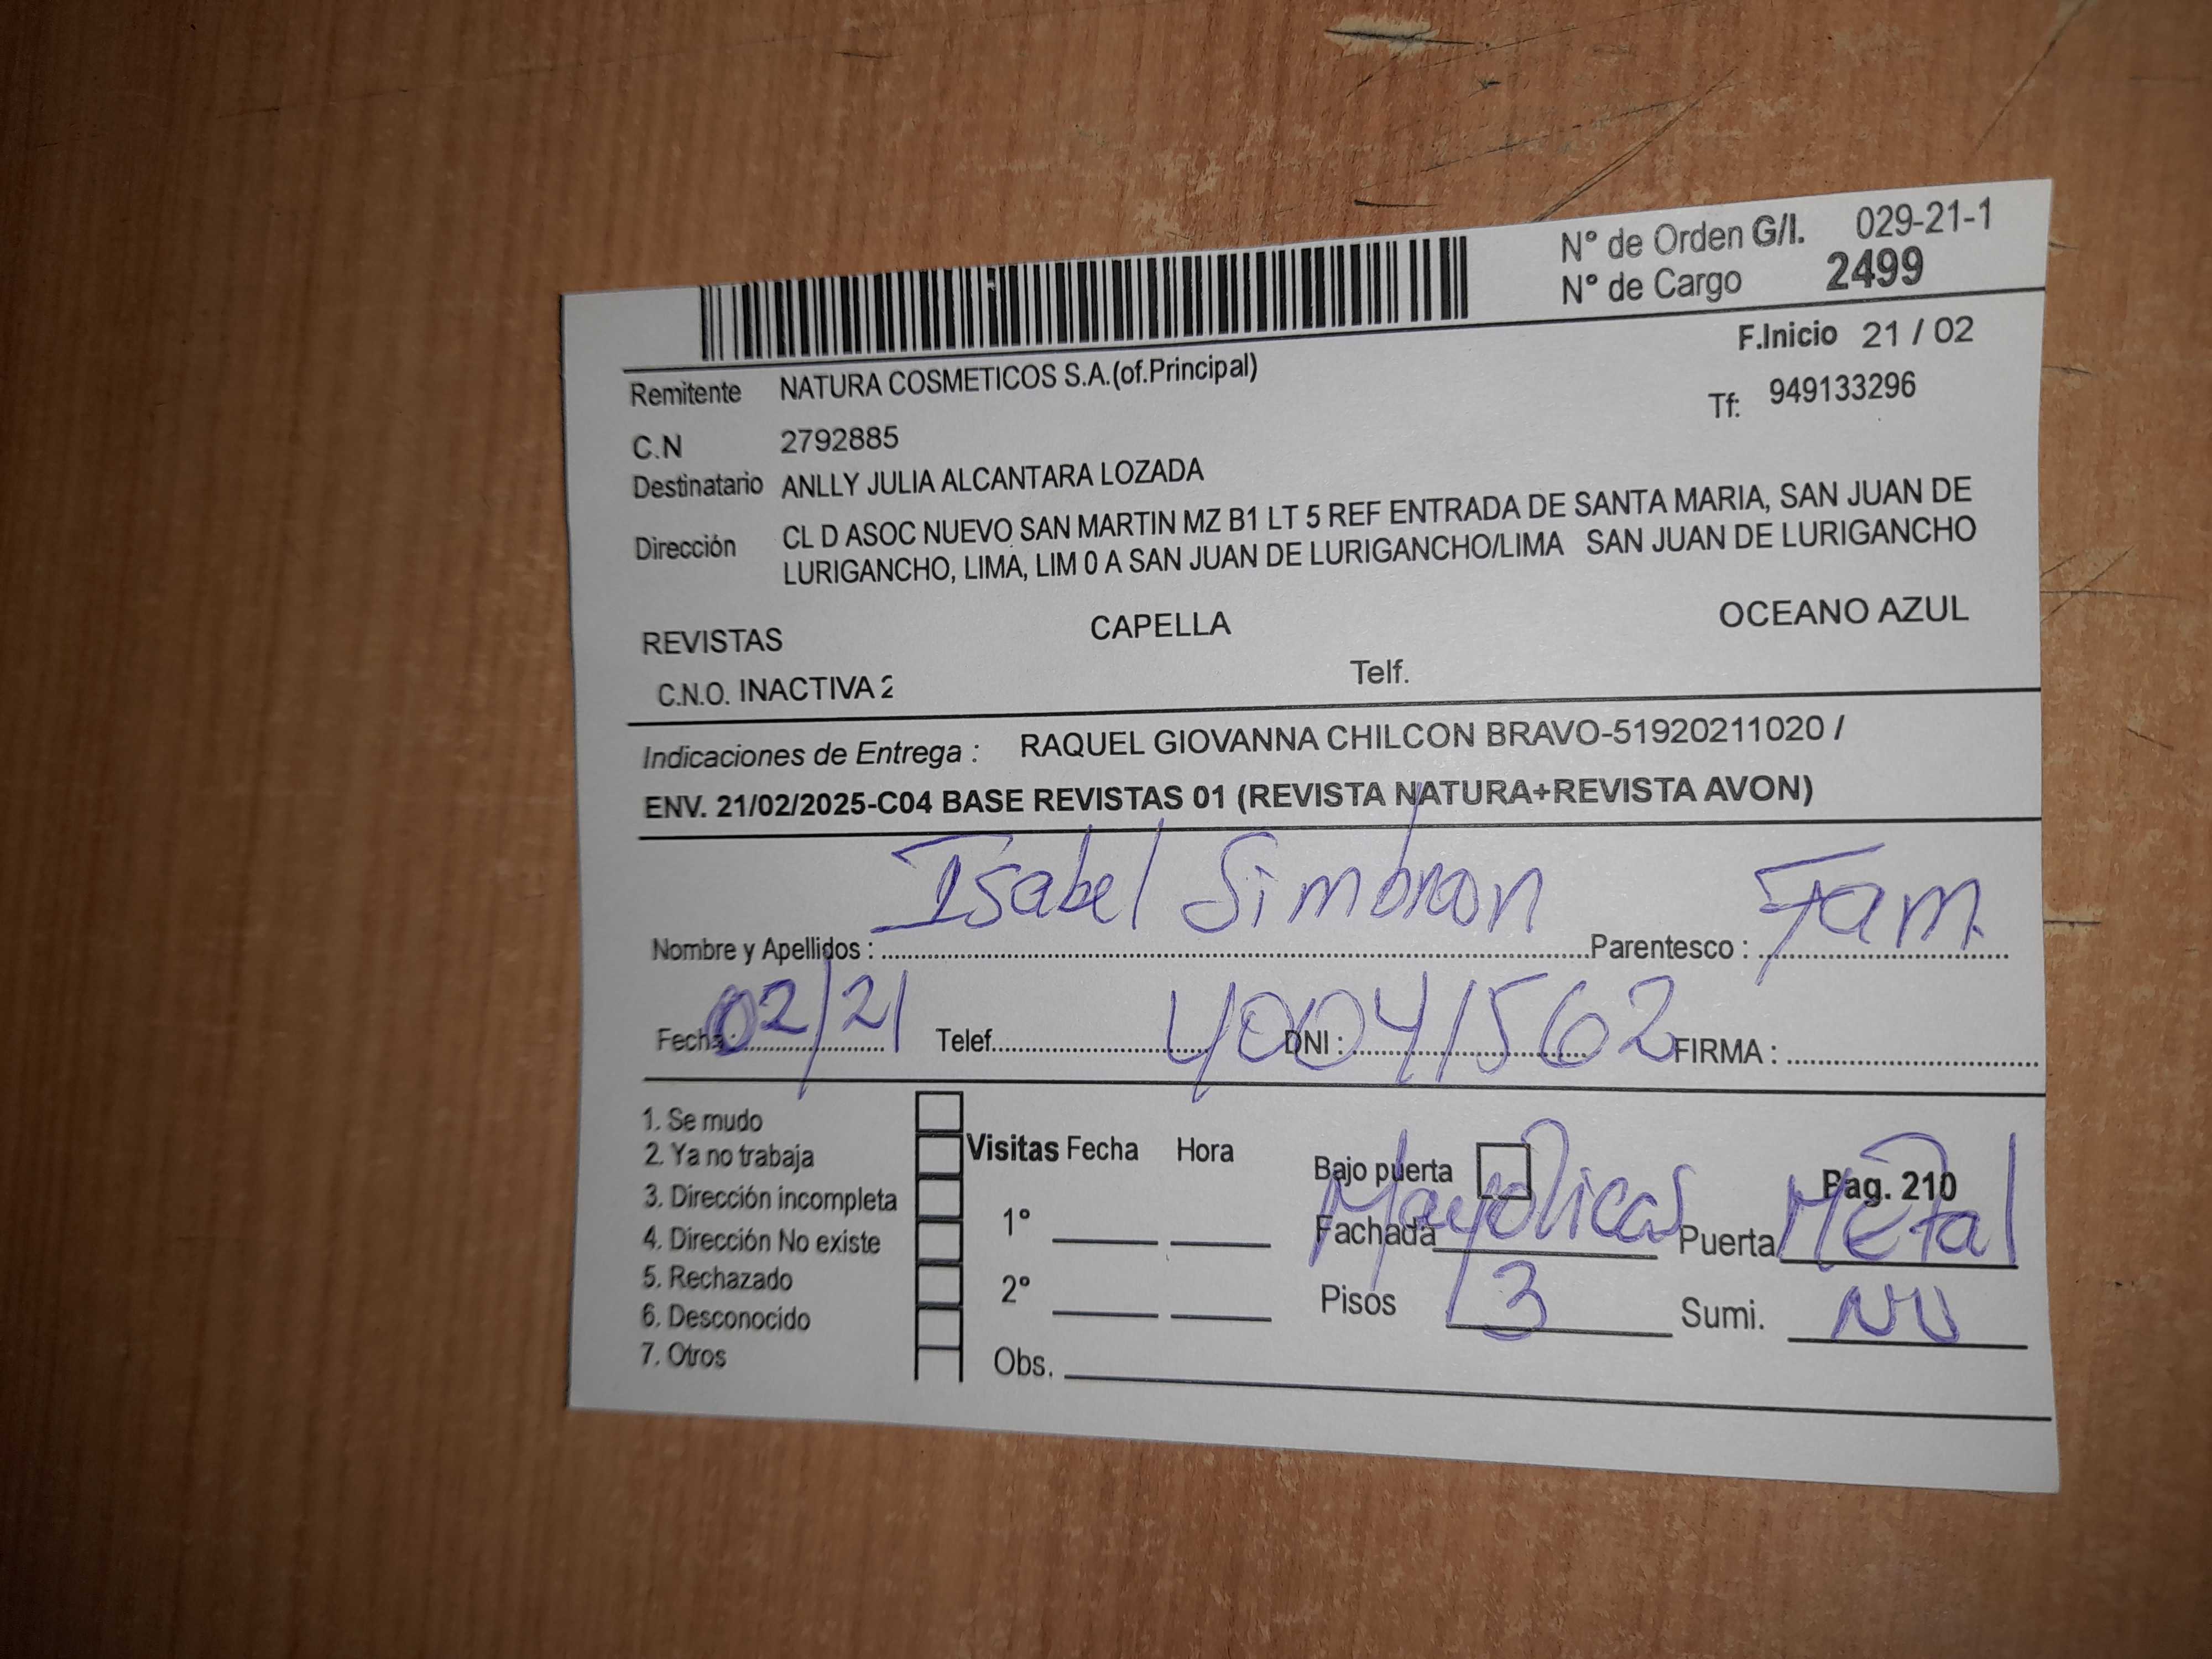 N° de Orden G/I. 029-21-1
N° de Cargo 2499
F.Inicio 21 / 02
Remitente NATURA COSMETICOS S.A.(of.Principal)
Tf: 949133296
C.N 2792885
Destinatario ANLLY JULIA ALCANTARA LOZADA
Dirección CL D ASOC NUEVO SAN MARTIN MZ B1 LT 5 REF ENTRADA DE SANTA MARIA, SAN JUAN DE
LURIGANCHO, LIMA, LIM 0 A SAN JUAN DE LURIGANCHO/LIMA SAN JUAN DE LURIGANCHO
REVISTAS CAPELLA OCEANO AZUL
C.N.O. INACTIVA 2 Telf.
Indicaciones de Entrega : RAQUEL GIOVANNA CHILCON BRAVO-51920211020 /
ENV. 21/02/2025-C04 BASE REVISTAS 01 (REVISTA NATURA+REVISTA AVON)
Nombre y Apellidos : Isabel Simbron Parentesco : Fam.
Fecha : 02/21 Telef. DNI : 40041562 FIRMA :
1. Se mudo
2. Ya no trabaja
3. Dirección incompleta
4. Dirección No existe
5. Rechazado
6. Desconocido
7. Otros
Visitas Fecha Hora
1°
2°
Obs.
Bajo puerta Pag. 210
Fachada Mayolicas Puerta Metal
Pisos 3 Sumi. NU